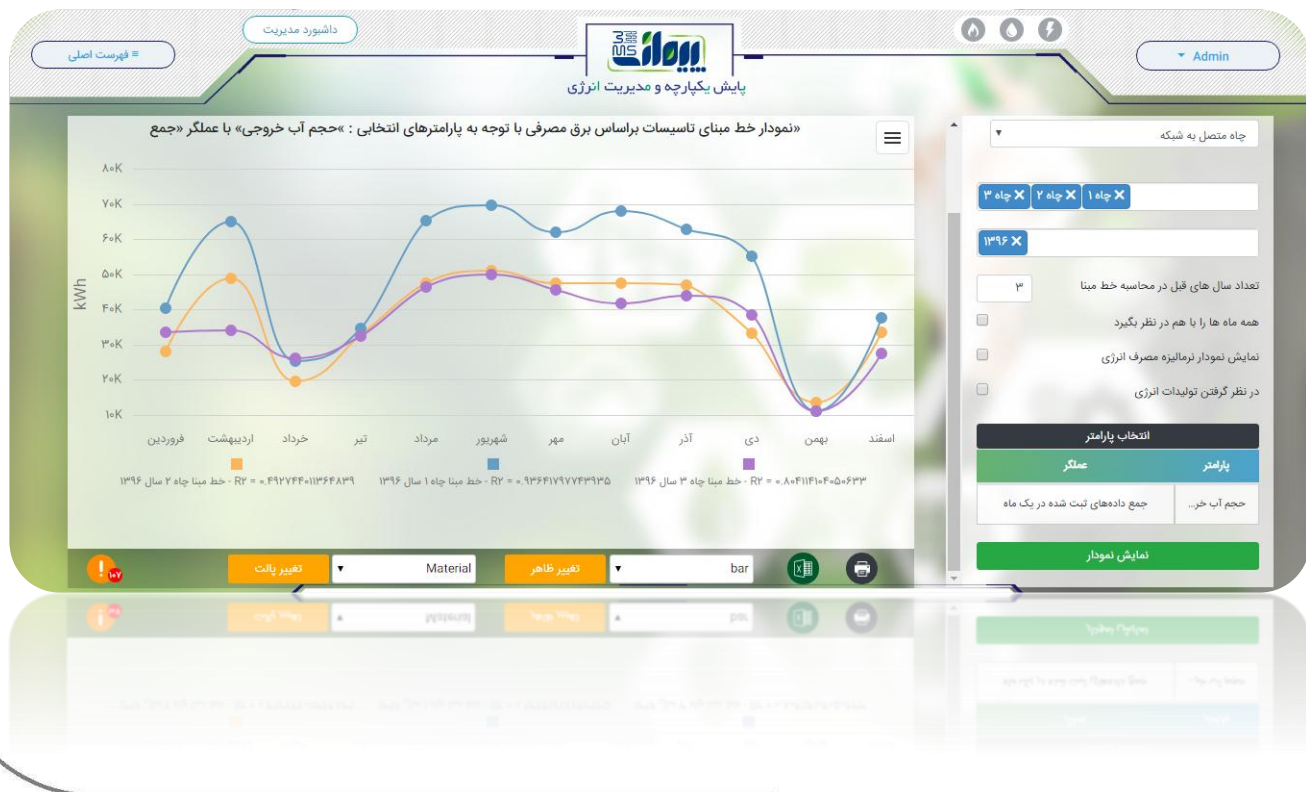 Admin
داشبورد مدیریت
≡ فهرست اصلی
پایش یکپارچه و مدیریت انرژی
چاه متصل به شبکه
✕ چاه ۱ ✕ چاه ۲ ✕ چاه ۳
✕ ۱۳۹۶
تعداد سال های قبل در محاسبه خط مبنا ۳
همه ماه ها را با هم در نظر بگیرد
نمایش نمودار نرمالیزه مصرف انرژی
در نظر گرفتن تولیدات انرژی
انتخاب پارامتر
پارامتر عملگر
حجم آب خر... جمع داده‌های ثبت شده در یک ماه
نمایش نمودار
«نمودار خط مبنای تاسیسات براساس برق مصرفی با توجه به پارامترهای انتخابی : »حجم آب خروجی» با عملگر «جمع
۸۰K
۷۰K
۶۰K
۵۰K
۴۰K
۳۰K
۲۰K
۱۰K
kWh
فروردین اردیبهشت خرداد تیر مرداد شهریور مهر آبان آذر دی بهمن اسفند
خط مبنا چاه ۲ سال ۱۳۹۶ - R۲ = ۰.۴۹۲۷۴۴۰۱۱۳۶۴۸۳۹
خط مبنا چاه ۱ سال ۱۳۹۶ - R۲ = ۰.۹۳۶۴۱۷۹۷۷۴۳۹۳۵
خط مبنا چاه ۳ سال ۱۳۹۶ - R۲ = ۰.۸۰۴۱۱۴۱۰۴۰۵۰۶۳۳
bar تغییر ظاهر Material تغییر پالت ۱۰۷